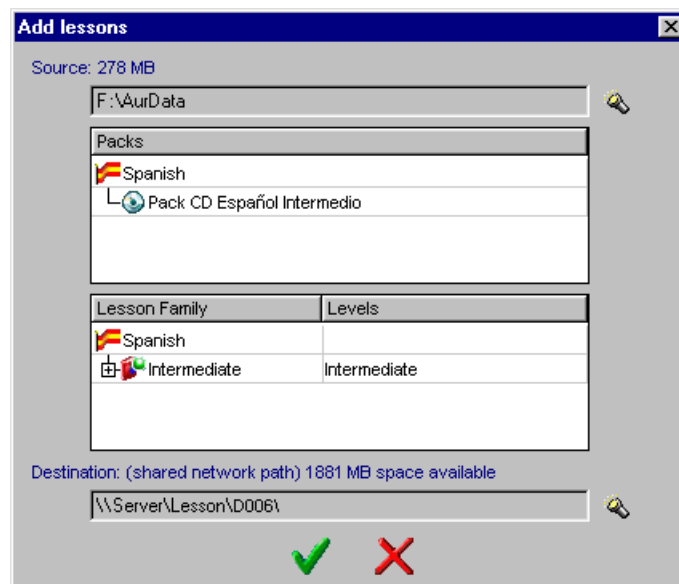 Add lessons
Source: 278 MB
F:\AurData
Packs
Spanish
Pack CD Español Intermedio
Lesson Family Levels
Spanish
Intermediate Intermediate
Destination: (shared network path) 1881 MB space available
\\Server\Lesson\D006\